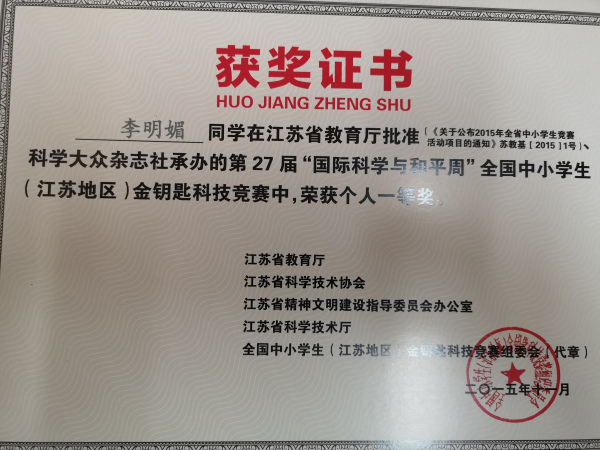 获奖证书
HUO JIANG ZHENG SHU
李明媚 同学在江苏省教育厅批准(《关于公布2015年全省中小学生竞赛
活动项目的通知》苏教基[2015]1号)、
科学大众杂志社承办的第27届“国际科学与和平周”全国中小学生
(江苏地区)金钥匙科技竞赛中,荣获个人一等奖。
江苏省教育厅
江苏省科学技术协会
江苏省精神文明建设指导委员会办公室
江苏省科学技术厅
全国中小学生(江苏地区)金钥匙科技竞赛组委会(代章)
二〇一五年十一月